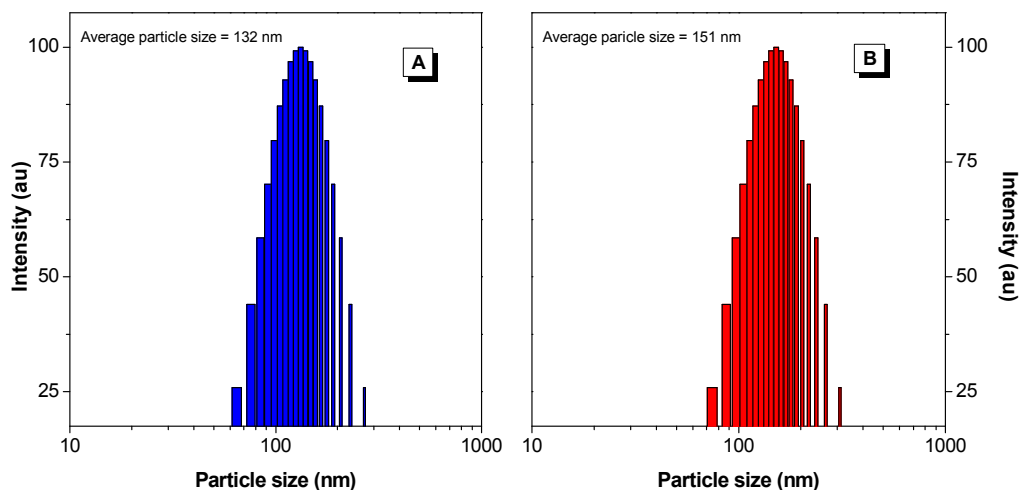 Average particle size = 132 nm
A
100
75
50
25
Intensity (au)
10
100
1000
Particle size (nm)
Average paricle size = 151 nm
B
100
75
50
25
Intensity (au)
10
100
1000
Particle size (nm)